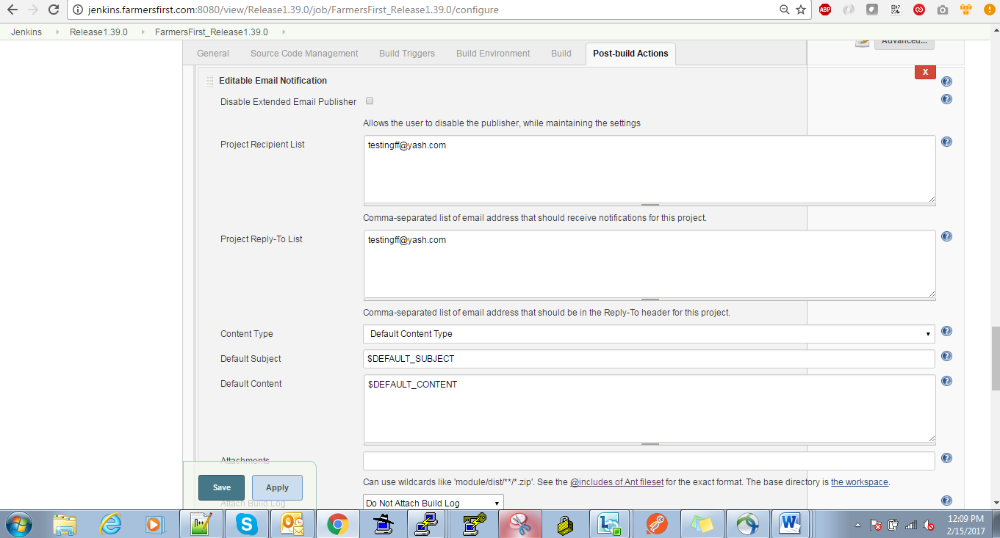 jenkins.farmersfirst.com:8080/view/Release1.39.0/job/FarmersFirst_Release1.39.0/configure
ABP
Jenkins Release1.39.0 FarmersFirst_Release1.39.0
Advanced...
General Source Code Management Build Triggers Build Environment Build Post-build Actions
Editable Email Notification
X
Disable Extended Email Publisher
Allows the user to disable the publisher, while maintaining the settings
Project Recipient List
testingff@yash.com
Comma-separated list of email address that should receive notifications for this project.
Project Reply-To List
testingff@yash.com
Comma-separated list of email address that should be in the Reply-To header for this project.
Content Type
Default Content Type
Default Subject
$DEFAULT_SUBJECT
Default Content
$DEFAULT_CONTENT
Attachments
Can use wildcards like 'module/dist/**/*.zip'. See the @includes of Ant fileset for the exact format. The base directory is the workspace.
Save Apply
Attach Build Log
Do Not Attach Build Log
12:09 PM
2/15/2017